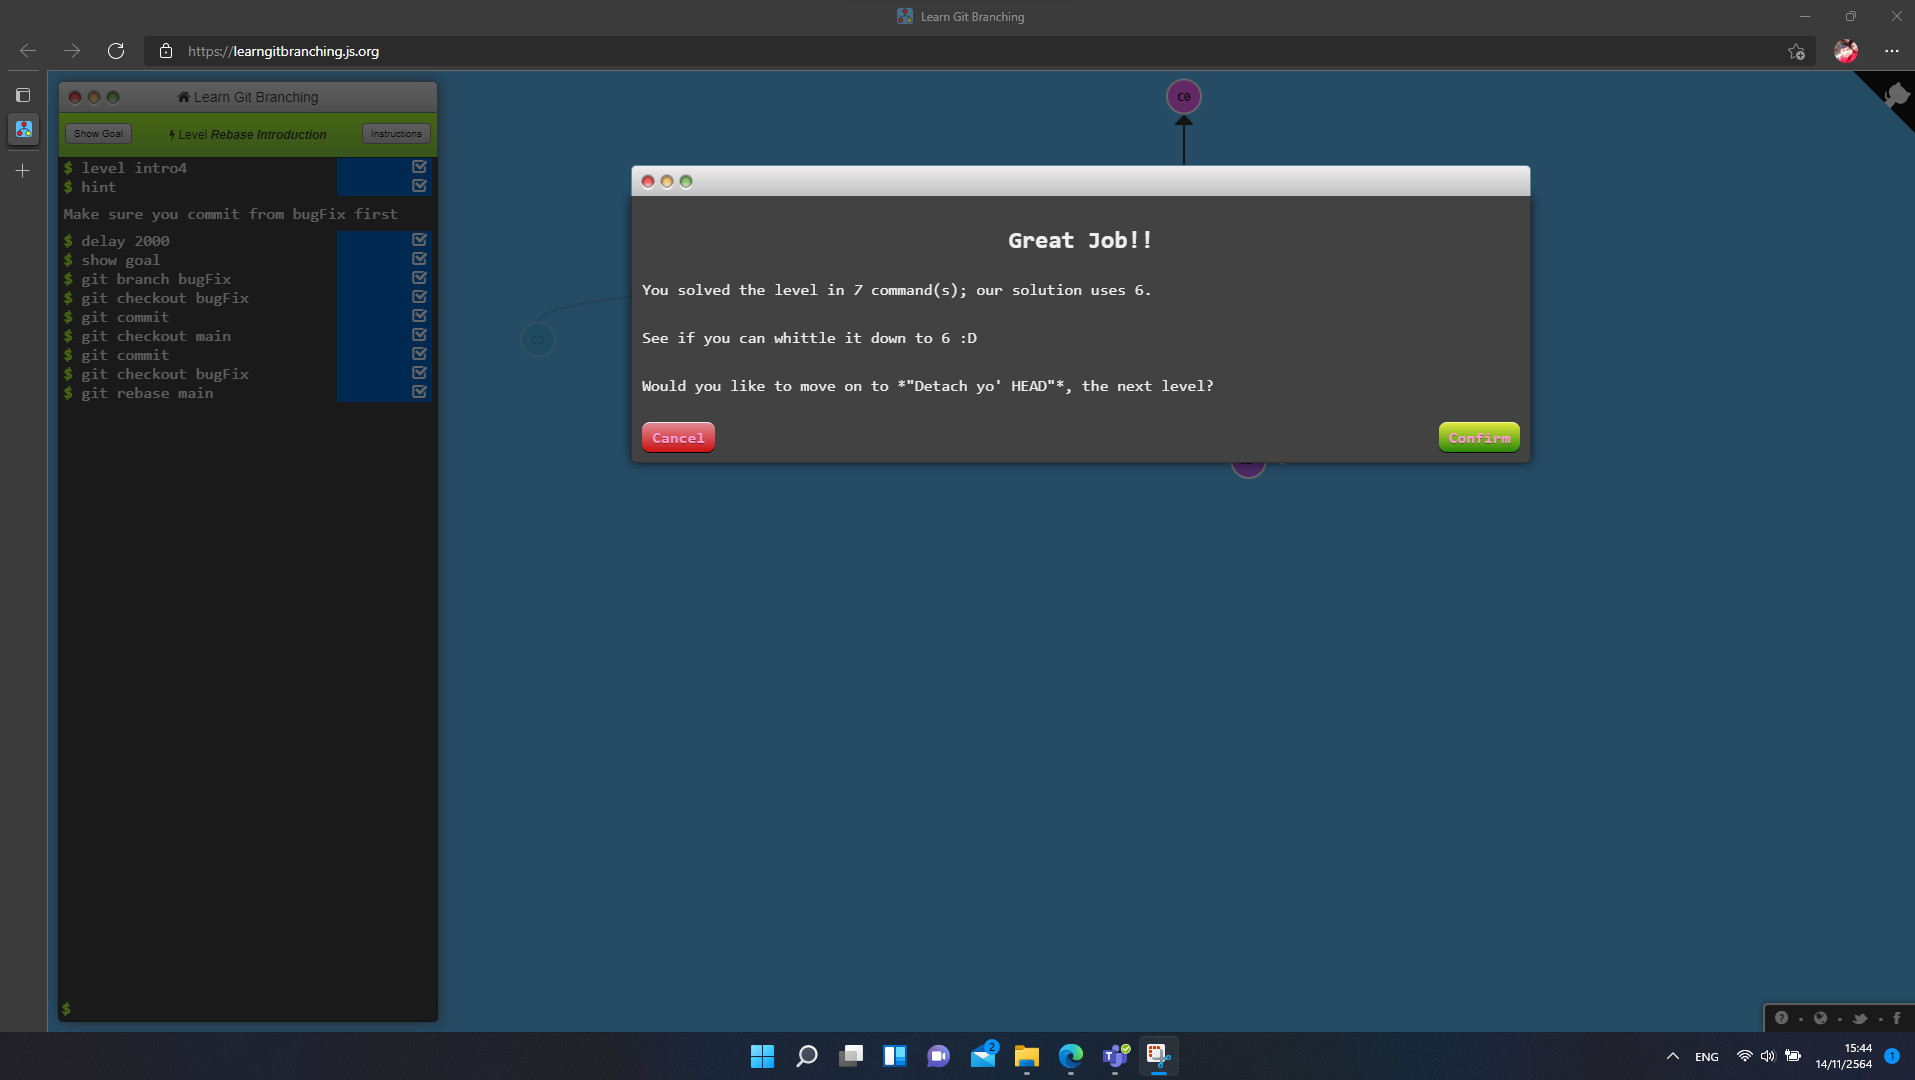 Learn Git Branching
https://learngitbranching.js.org
Learn Git Branching
Show Goal
Level Rebase Introduction
Instructions
$ level intro4
$ hint
Make sure you commit from bugFix first
$ delay 2000
$ show goal
$ git branch bugFix
$ git checkout bugFix
$ git commit
$ git checkout main
$ git commit
$ git checkout bugFix
$ git rebase main
$
C0
C2
Great Job!!
You solved the level in 7 command(s); our solution uses 6.
See if you can whittle it down to 6 :D
Would you like to move on to *"Detach yo' HEAD"*, the next level?
Cancel
Confirm
2
ENG
15:44
14/11/2564
1